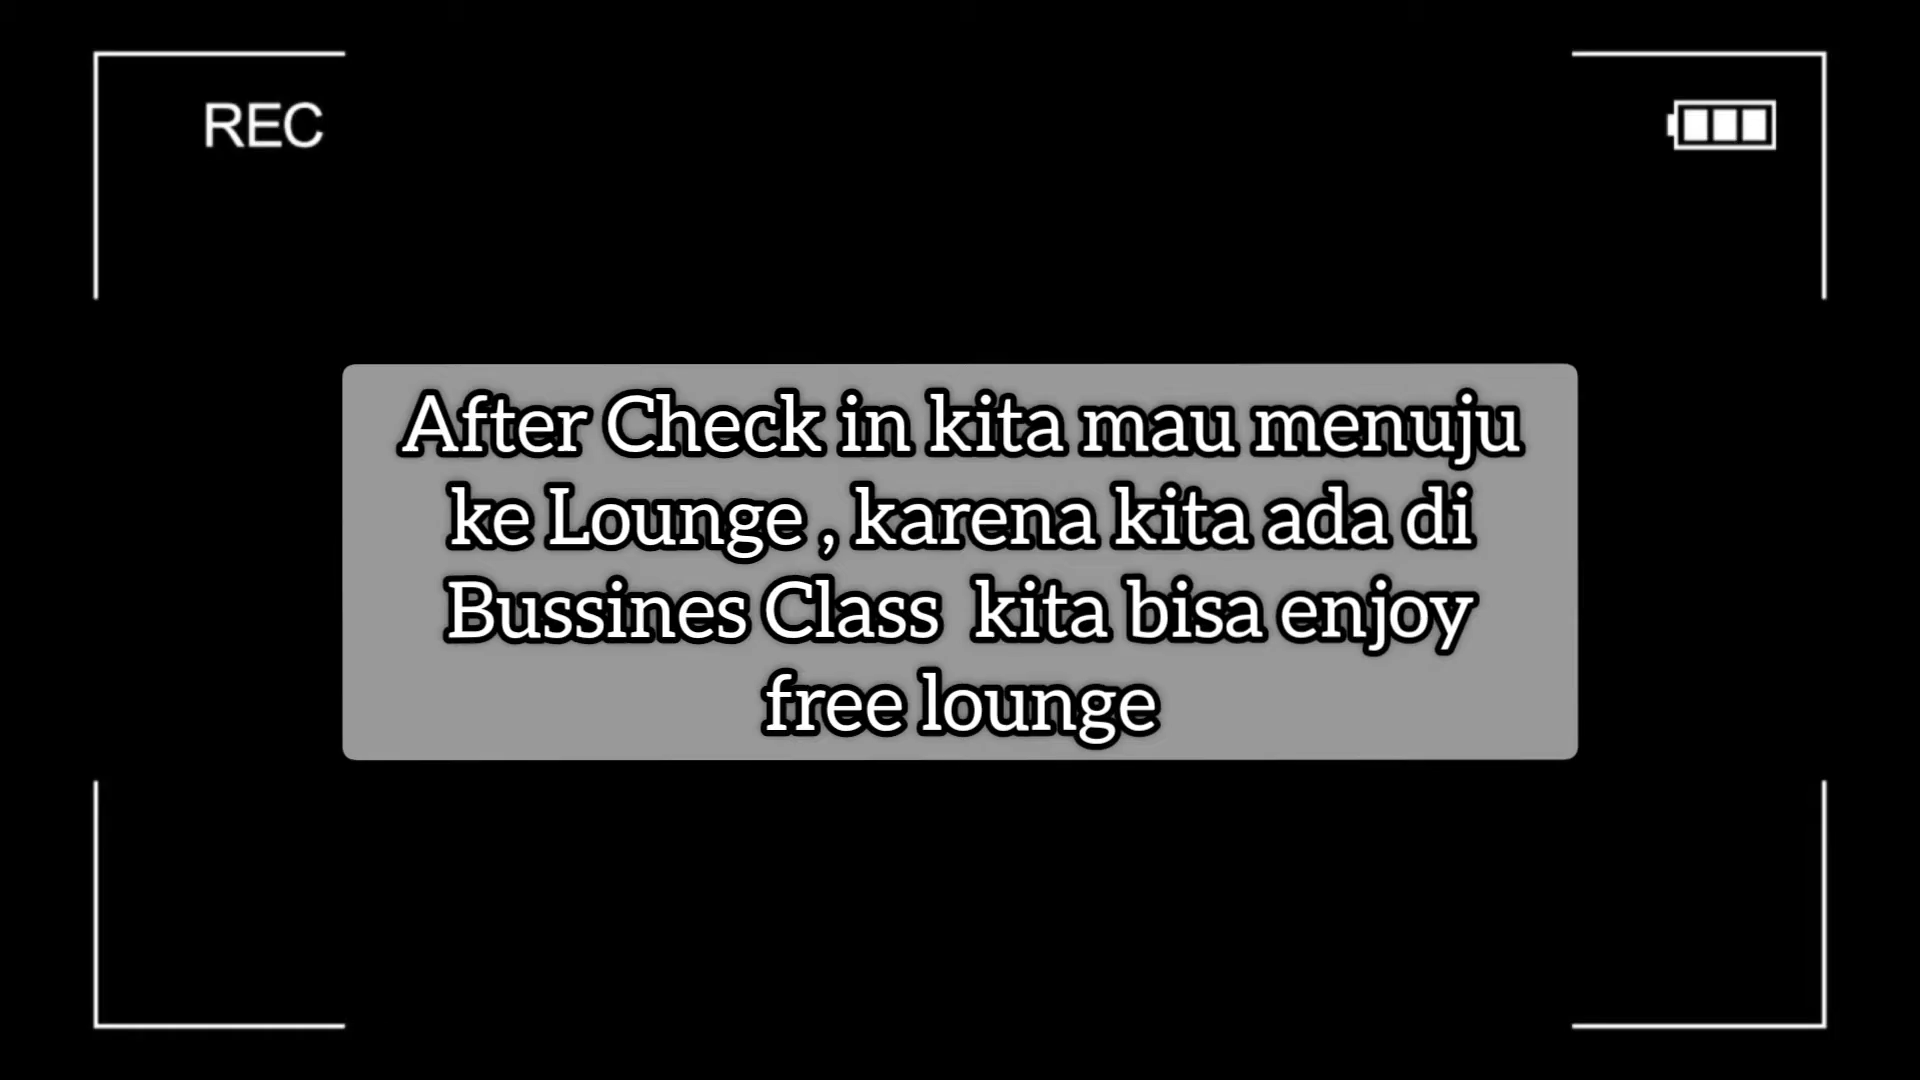 REC
After Check in kita mau menuju
ke Lounge , karena kita ada di
Bussines Class  kita bisa enjoy
free lounge